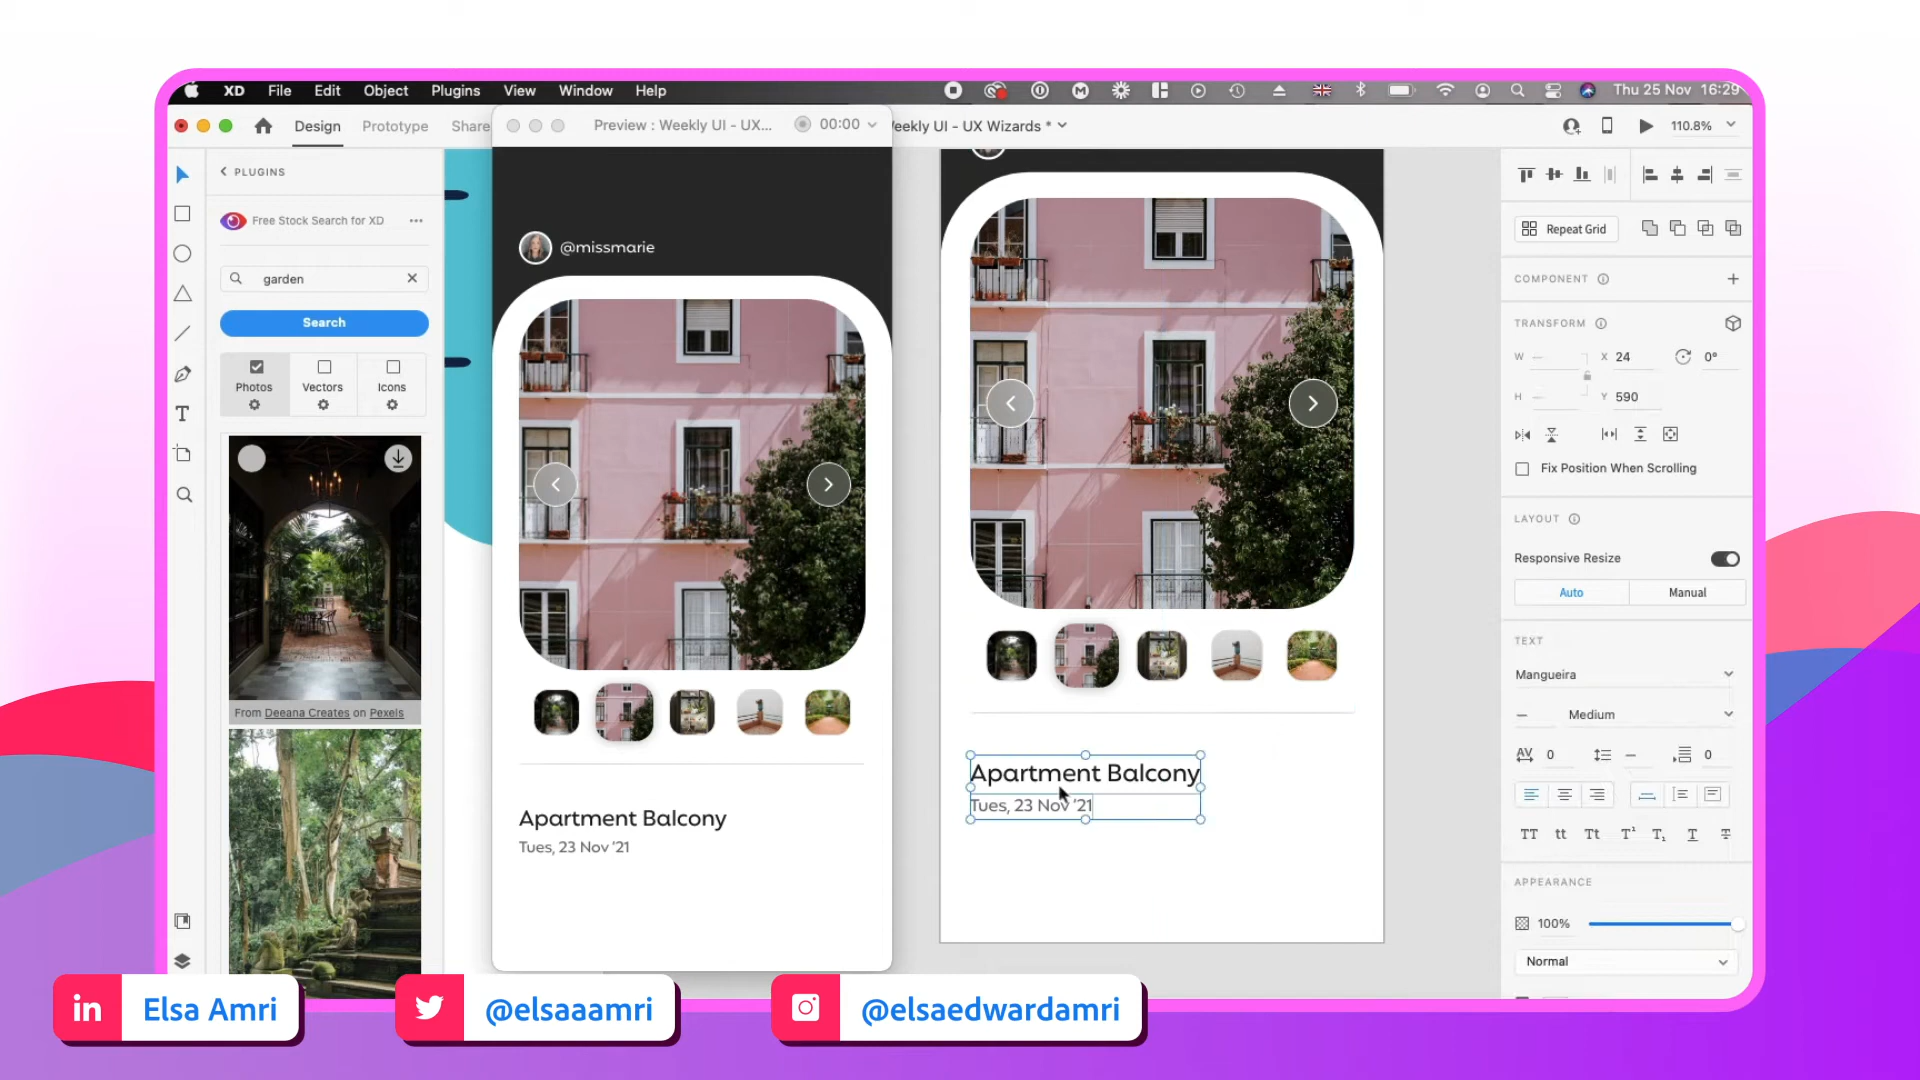 XD File Edit Object Plugins View Window Help Thu 25 Nov 16:29
Design Prototype Share
Preview : Weekly UI - UX... 00:00
eekly UI - UX Wizards *
110.8%
PLUGINS
Free Stock Search for XD ...
garden
Search
Photos Vectors Icons
From Deeana Creates on Pexels
@missmarie
Apartment Balcony
Tues, 23 Nov '21
Apartment Balcony
Tues, 23 Nov '21
Repeat Grid
COMPONENT
TRANSFORM
W X 24 0°
H Y 590
Fix Position When Scrolling
LAYOUT
Responsive Resize
Auto Manual
TEXT
Mangueira
Medium
AV 0 0
TT tt Tt T¹ T₁ T T
APPEARANCE
100%
Normal
in Elsa Amri
@elsaaamri
@elsaedwardamri